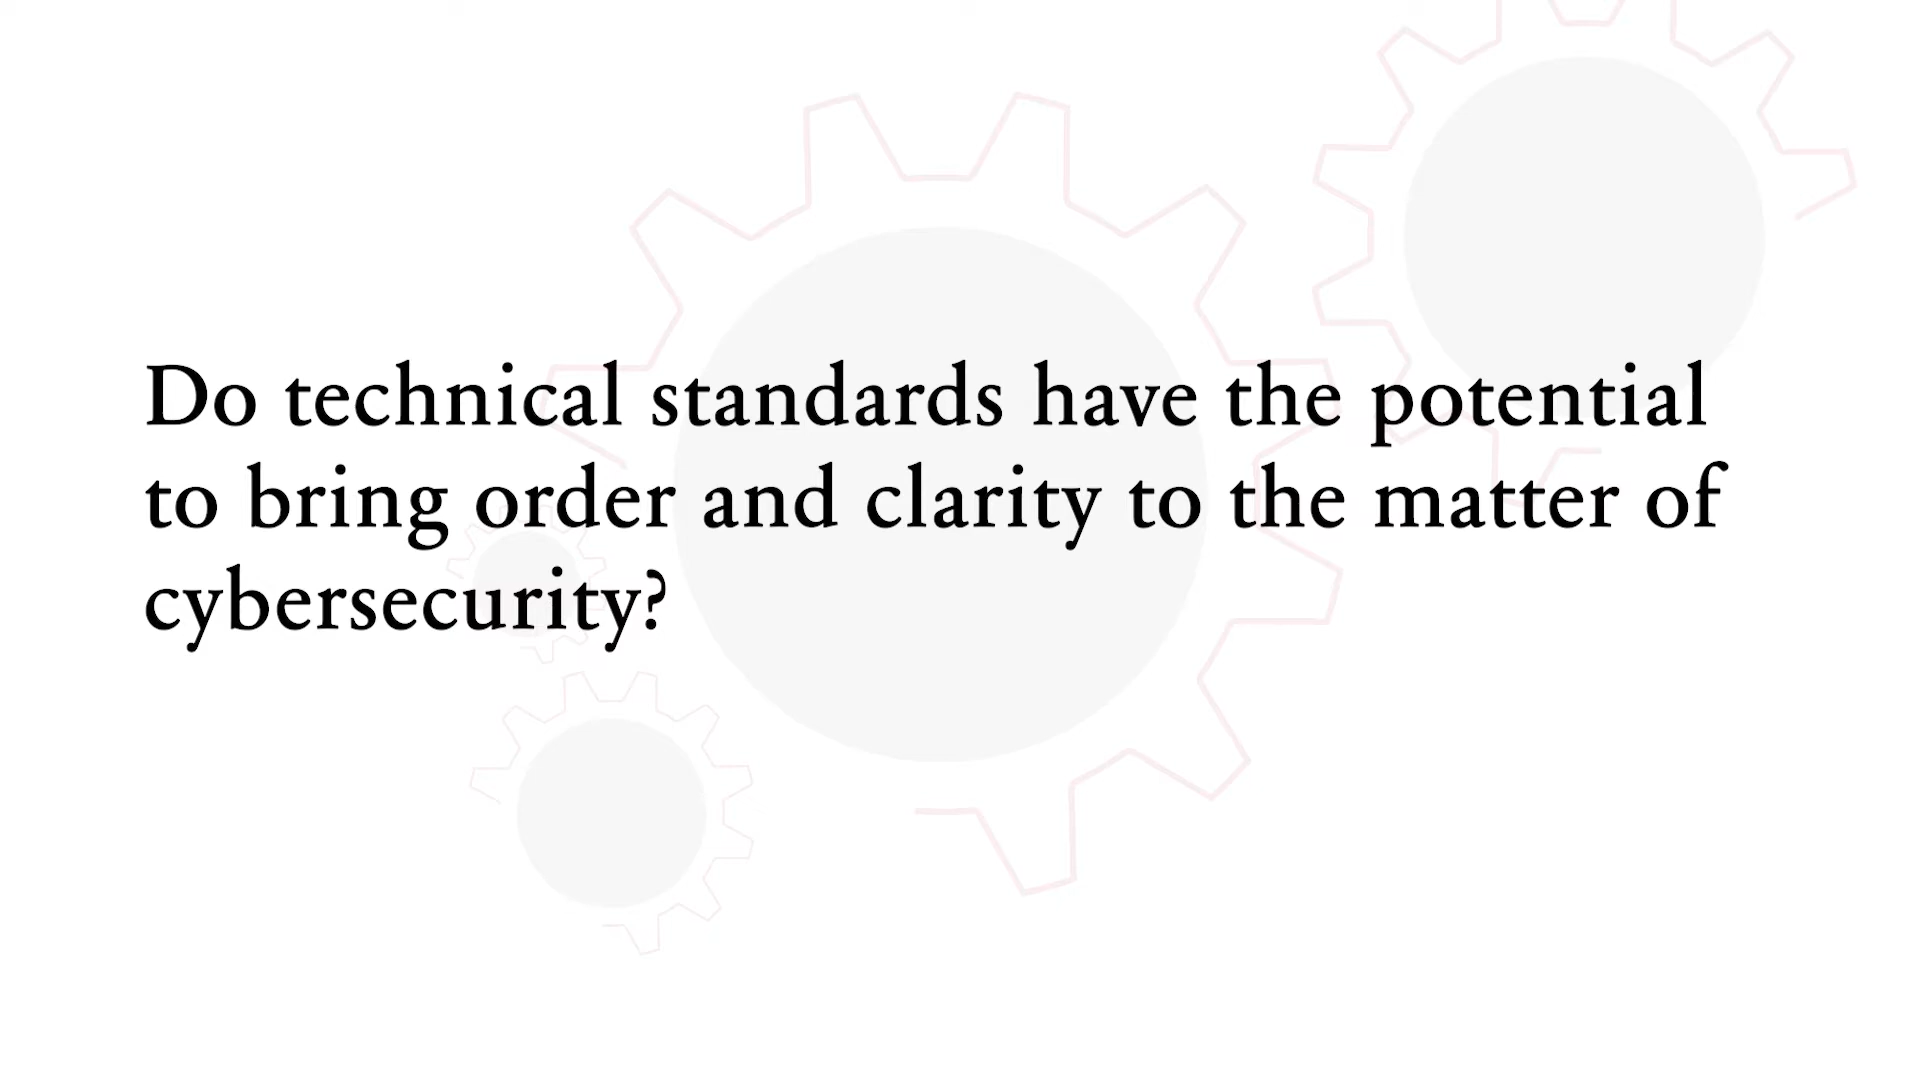 Do technical standards have the potential
to bring order and clarity to the matter of
cybersecurity?